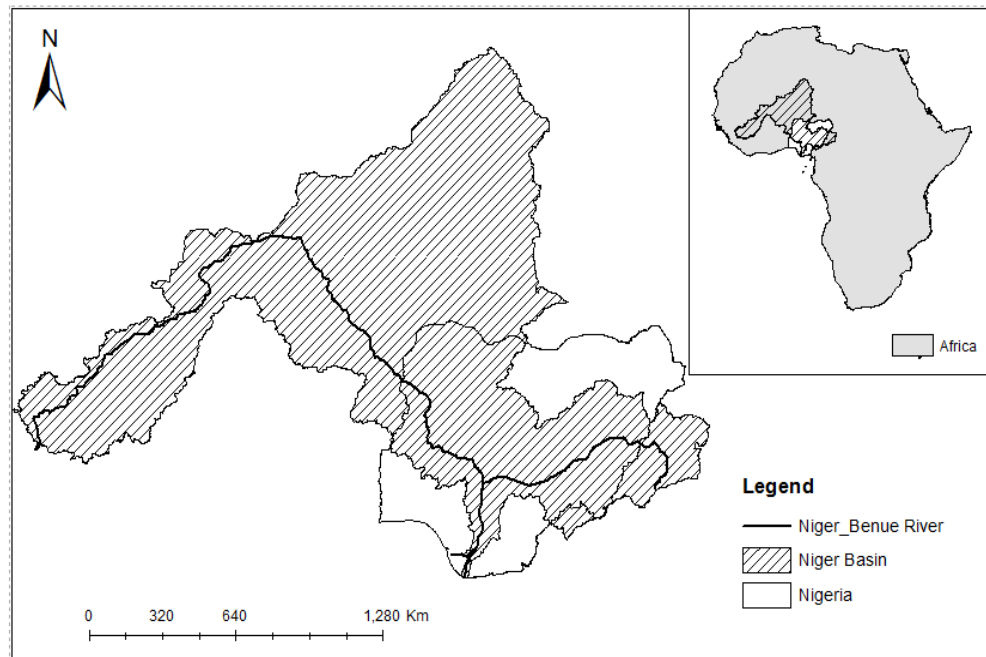 N
Africa
Legend
Niger_Benue River
Niger Basin
Nigeria
0 320 640 1,280 Km